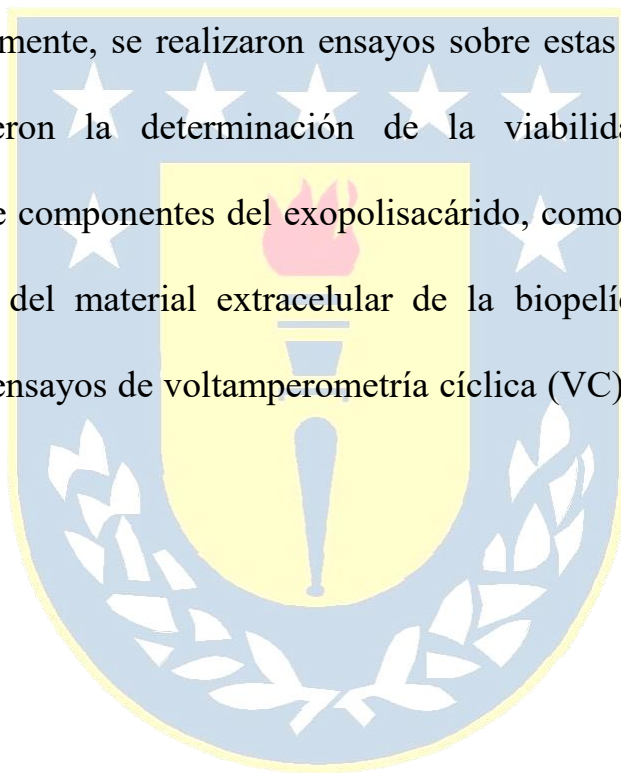 mente, se realizaron ensayos sobre estas
eron la determinación de la viabilida
e componentes del exopolisacárido, como
del material extracelular de la biopelíc
ensayos de voltamperometría cíclica (VC)